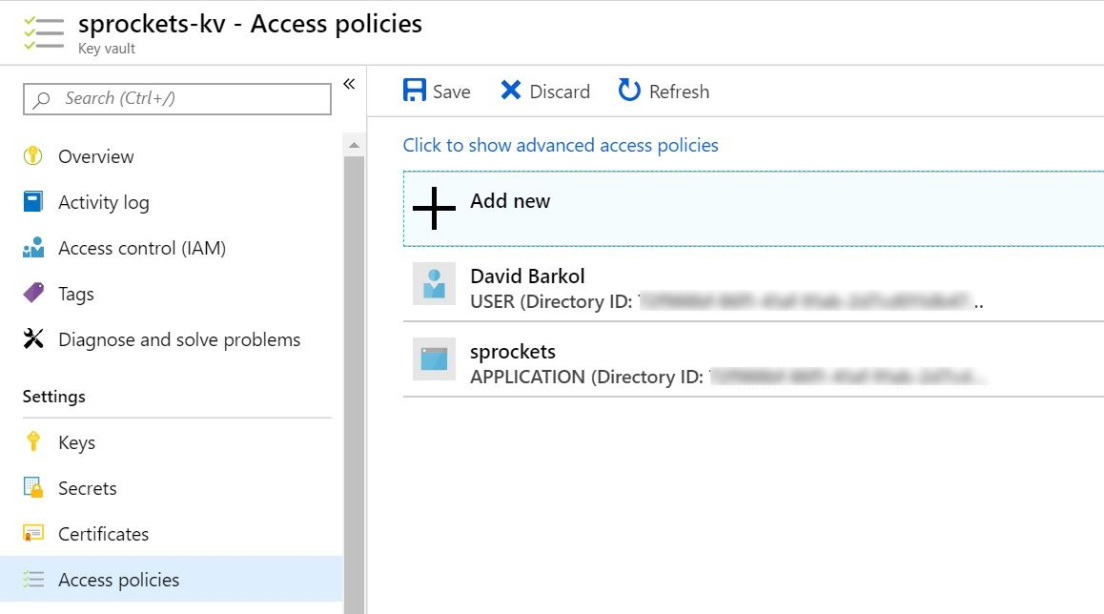 sprockets-kv - Access policies
Key vault
Search (Ctrl+/)
«
Overview
Activity log
Access control (IAM)
Tags
Diagnose and solve problems
Settings
Keys
Secrets
Certificates
Access policies
Save
Discard
Refresh
Click to show advanced access policies
Add new
David Barkol
USER (Directory ID:
sprockets
APPLICATION (Directory ID: